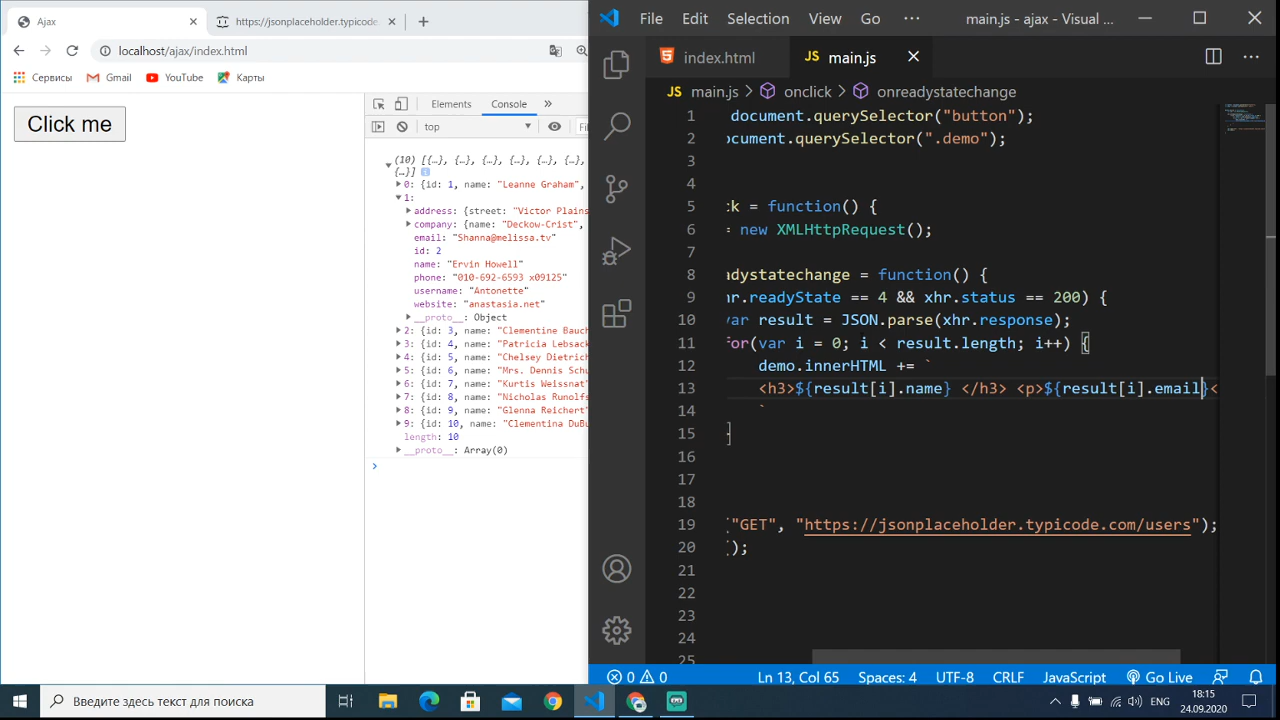 Ajax
https://jsonplaceholder.typicode.
localhost/ajax/index.html
Сервисы
Gmail
YouTube
Карты
Click me
Elements
Console
top
(10) [{…}, {…}, {…}, {…}, {…}, {…},
{…}]
0: {id: 1, name: "Leanne Graham",
1:
address: {street: "Victor Plains
company: {name: "Deckow-Crist",
email: "Shanna@melissa.tv"
id: 2
name: "Ervin Howell"
phone: "010-692-6593 x09125"
username: "Antonette"
website: "anastasia.net"
__proto__: Object
2: {id: 3, name: "Clementine Bauch
3: {id: 4, name: "Patricia Lebsack
4: {id: 5, name: "Chelsey Dietrich
5: {id: 6, name: "Mrs. Dennis Schu
6: {id: 7, name: "Kurtis Weissnat"
7: {id: 8, name: "Nicholas Runolfs
8: {id: 9, name: "Glenna Reichert"
9: {id: 10, name: "Clementina DuBu
length: 10
__proto__: Array(0)
File
Edit
Selection
View
Go
main.js - ajax - Visual ...
index.html
JS main.js
JS main.js
onclick
onreadystatechange
1 document.querySelector("button");
2 ocument.querySelector(".demo");
3
4
5 ck = function() {
6 = new XMLHttpRequest();
7
8 adystatechange = function() {
9 hr.readyState == 4 && xhr.status == 200) {
10 var result = JSON.parse(xhr.response);
11 for(var i = 0; i < result.length; i++) {
12 demo.innerHTML += `
13 <h3>${result[i].name} </h3> <p>${result[i].email}<
14 `
15 }
16
17
18
19 ("GET", "https://jsonplaceholder.typicode.com/users");
20 ();
21
22
23
24
25
0
0
Ln 13, Col 65
Spaces: 4
UTF-8
CRLF
JavaScript
Go Live
Введите здесь текст для поиска
ENG
18:15
24.09.2020